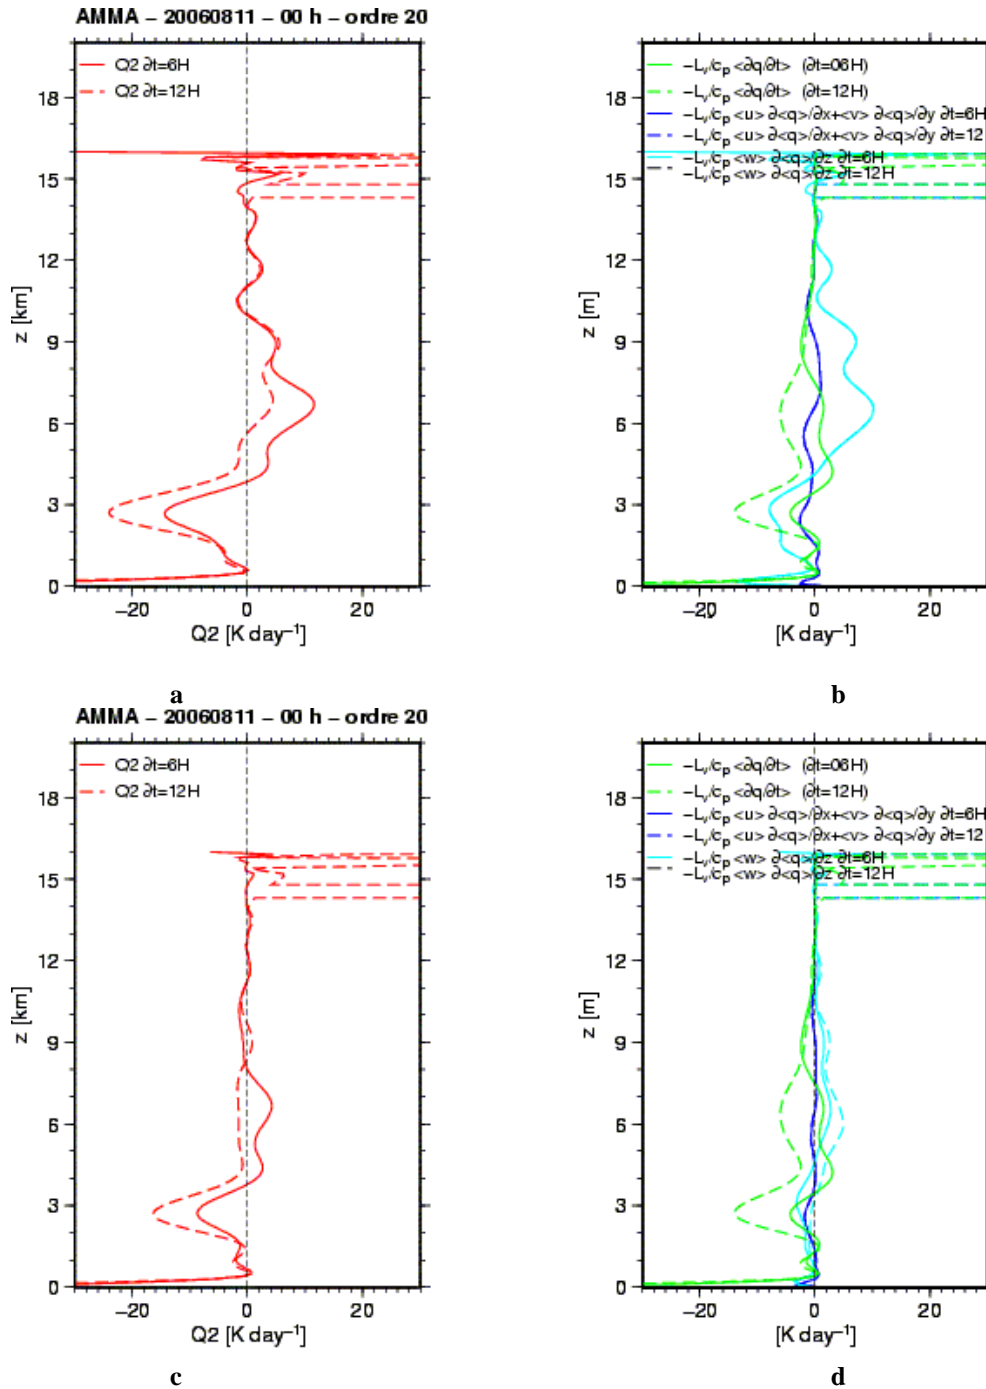 AMMA – 20060811 – 00 h – ordre 20
Q2 ∂t=6H
Q2 ∂t=12H
18
15
12
9
6
3
0
z [km]
−20 0 20
Q2 [K day⁻¹]
a
−Lᵥ/cₚ <∂q/∂t> (∂t=06H)
−Lᵥ/cₚ <∂q/∂t> (∂t=12H)
−Lᵥ/cₚ <u> ∂<q>/∂x+<v> ∂<q>/∂y ∂t=6H
−Lᵥ/cₚ <u> ∂<q>/∂x+<v> ∂<q>/∂y ∂t=12
−Lᵥ/cₚ <w> ∂<q>/∂z ∂t=6H
−Lᵥ/cₚ <w> ∂<q>/∂z ∂t=12H
18
15
12
9
6
3
0
z [m]
−20 0 20
[K day⁻¹]
b
AMMA – 20060811 – 00 h – ordre 20
Q2 ∂t=6H
Q2 ∂t=12H
18
15
12
9
6
3
0
z [km]
−20 0 20
Q2 [K day⁻¹]
c
−Lᵥ/cₚ <∂q/∂t> (∂t=06H)
−Lᵥ/cₚ <∂q/∂t> (∂t=12H)
−Lᵥ/cₚ <u> ∂<q>/∂x+<v> ∂<q>/∂y ∂t=6H
−Lᵥ/cₚ <u> ∂<q>/∂x+<v> ∂<q>/∂y ∂t=12
−Lᵥ/cₚ <w> ∂<q>/∂z ∂t=6H
−Lᵥ/cₚ <w> ∂<q>/∂z ∂t=12H
18
15
12
9
6
3
0
z [m]
−20 0 20
[K day⁻¹]
d